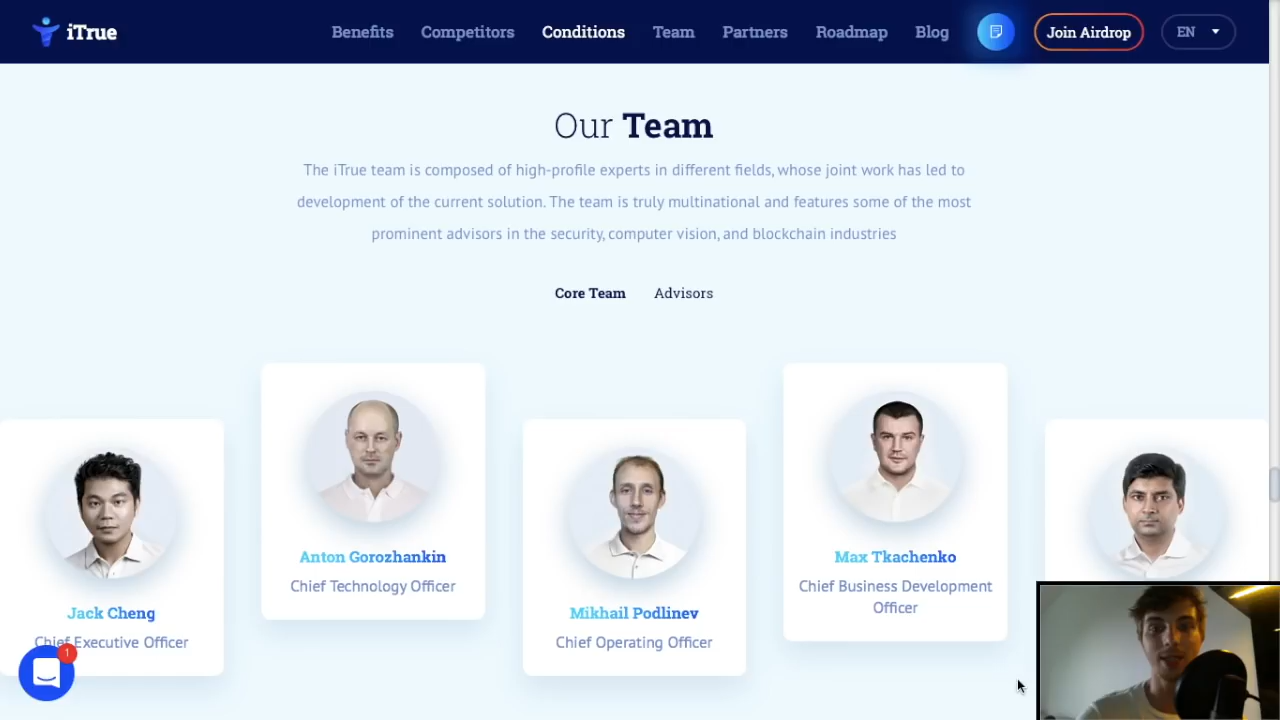 iTrue
Benefits
Competitors
Conditions
Team
Partners
Roadmap
Blog
Join Airdrop
EN
Our Team
The iTrue team is composed of high-profile experts in different fields, whose joint work has led to
development of the current solution. The team is truly multinational and features some of the most
prominent advisors in the security, computer vision, and blockchain industries
Core Team
Advisors
Jack Cheng
Chief Executive Officer
Anton Gorozhankin
Chief Technology Officer
Mikhail Podlinev
Chief Operating Officer
Max Tkachenko
Chief Business Development
Officer
1